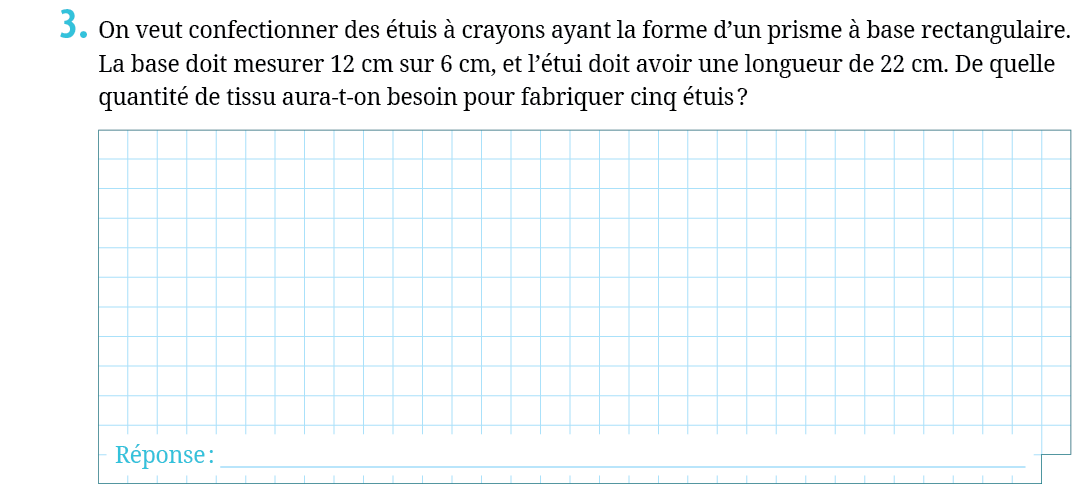 3. On veut confectionner des étuis à crayons ayant la forme d’un prisme à base rectangulaire.
La base doit mesurer 12 cm sur 6 cm, et l’étui doit avoir une longueur de 22 cm. De quelle
quantité de tissu aura-t-on besoin pour fabriquer cinq étuis ?
Réponse :